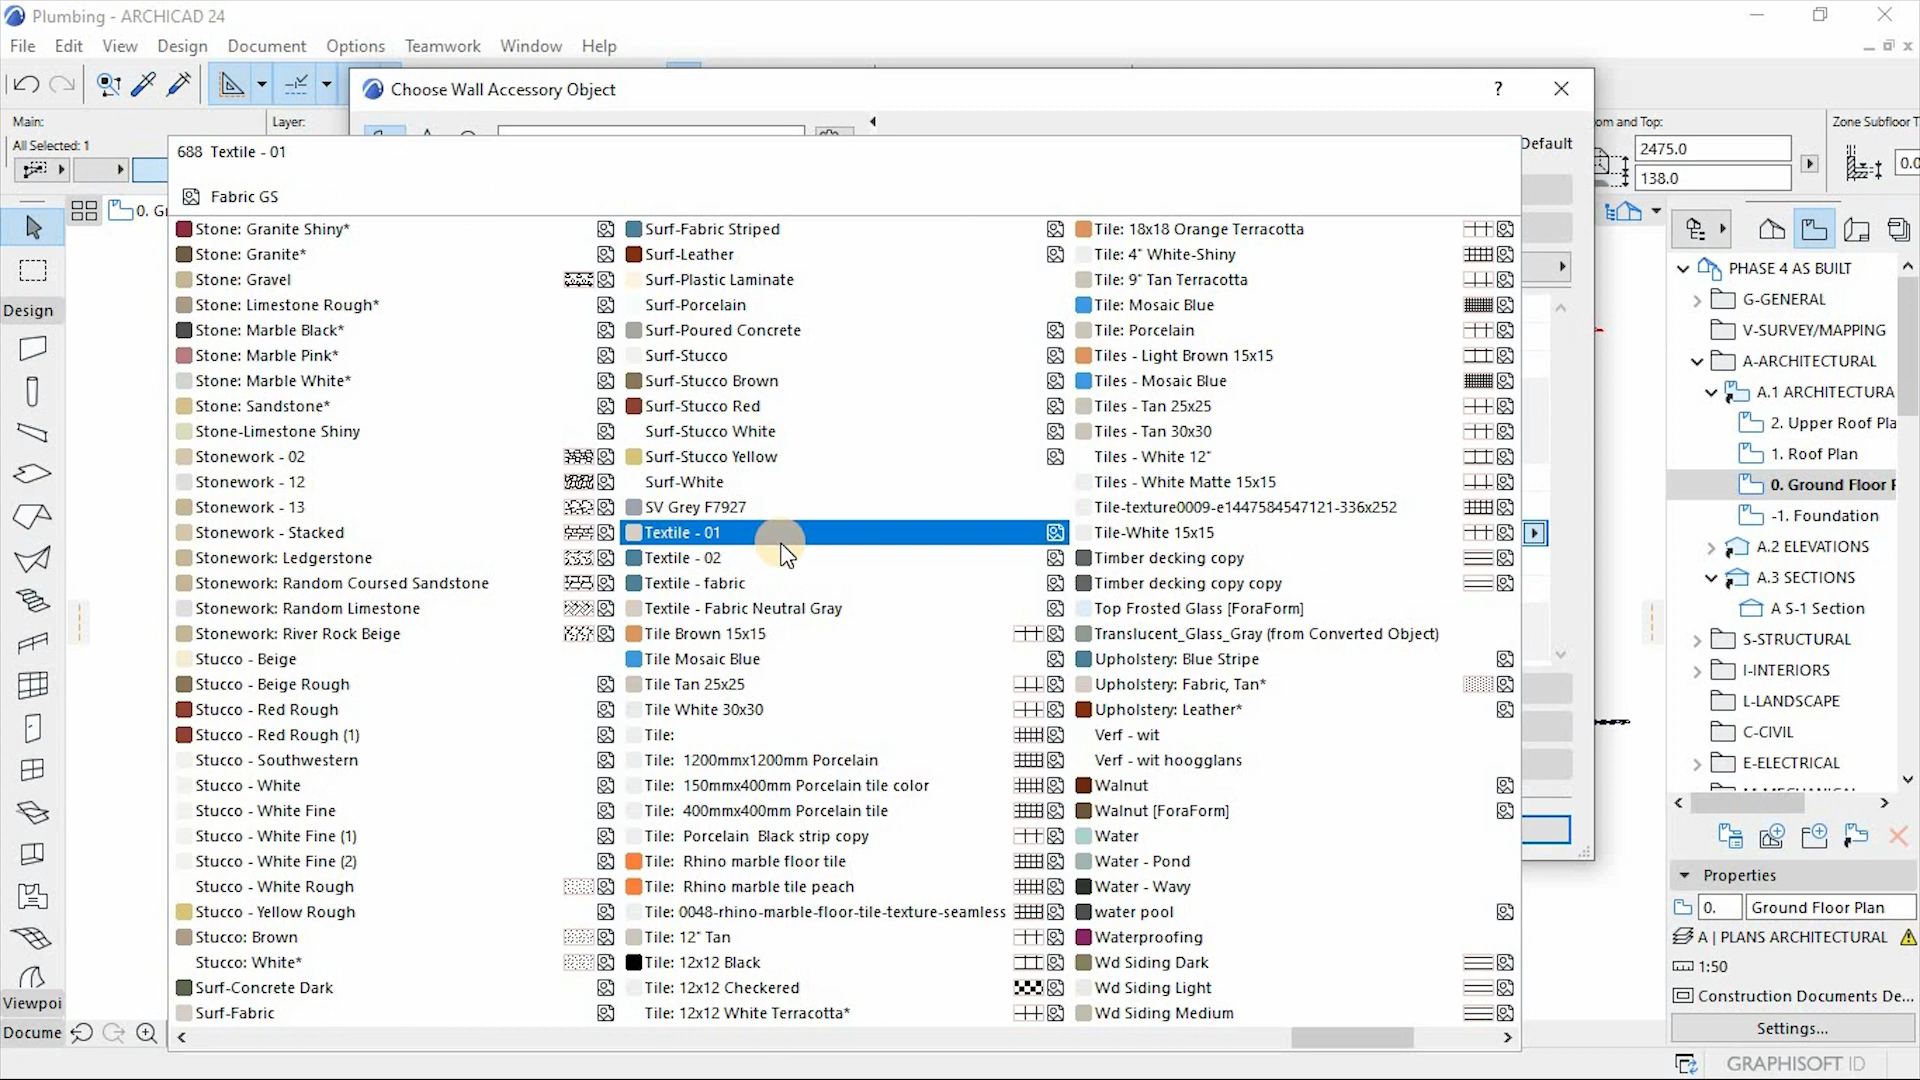 Plumbing - ARCHICAD 24
File Edit View Design Document Options Teamwork Window Help
Choose Wall Accessory Object ?
Main: Layer:
All Selected: 1
om and Top: Zone Subfloor T
Default
2475.0
138.0
0.0
688 Textile - 01
Fabric GS
0. Gr
Design
Viewpoi
Docume
Stone: Granite Shiny*
Stone: Granite*
Stone: Gravel
Stone: Limestone Rough*
Stone: Marble Black*
Stone: Marble Pink*
Stone: Marble White*
Stone: Sandstone*
Stone-Limestone Shiny
Stonework - 02
Stonework - 12
Stonework - 13
Stonework - Stacked
Stonework: Ledgerstone
Stonework: Random Coursed Sandstone
Stonework: Random Limestone
Stonework: River Rock Beige
Stucco - Beige
Stucco - Beige Rough
Stucco - Red Rough
Stucco - Red Rough (1)
Stucco - Southwestern
Stucco - White
Stucco - White Fine
Stucco - White Fine (1)
Stucco - White Fine (2)
Stucco - White Rough
Stucco - Yellow Rough
Stucco: Brown
Stucco: White*
Surf-Concrete Dark
Surf-Fabric
Surf-Fabric Striped
Surf-Leather
Surf-Plastic Laminate
Surf-Porcelain
Surf-Poured Concrete
Surf-Stucco
Surf-Stucco Brown
Surf-Stucco Red
Surf-Stucco White
Surf-Stucco Yellow
Surf-White
SV Grey F7927
Textile - 01
Textile - 02
Textile - fabric
Textile - Fabric Neutral Gray
Tile Brown 15x15
Tile Mosaic Blue
Tile Tan 25x25
Tile White 30x30
Tile:
Tile: 1200mmx1200mm Porcelain
Tile: 150mmx400mm Porcelain tile color
Tile: 400mmx400mm Porcelain tile
Tile: Porcelain Black strip copy
Tile: Rhino marble floor tile
Tile: Rhino marble tile peach
Tile: 0048-rhino-marble-floor-tile-texture-seamless
Tile: 12" Tan
Tile: 12x12 Black
Tile: 12x12 Checkered
Tile: 12x12 White Terracotta*
Tile: 18x18 Orange Terracotta
Tile: 4" White-Shiny
Tile: 9" Tan Terracotta
Tile: Mosaic Blue
Tile: Porcelain
Tiles - Light Brown 15x15
Tiles - Mosaic Blue
Tiles - Tan 25x25
Tiles - Tan 30x30
Tiles - White 12"
Tiles - White Matte 15x15
Tile-texture0009-e1447584547121-336x252
Tile-White 15x15
Timber decking copy
Timber decking copy copy
Top Frosted Glass [ForaForm]
Translucent_Glass_Gray (from Converted Object)
Upholstery: Blue Stripe
Upholstery: Fabric, Tan*
Upholstery: Leather*
Verf - wit
Verf - wit hoogglans
Walnut
Walnut [ForaForm]
Water
Water - Pond
Water - Wavy
water pool
Waterproofing
Wd Siding Dark
Wd Siding Light
Wd Siding Medium
PHASE 4 AS BUILT
G-GENERAL
V-SURVEY/MAPPING
A-ARCHITECTURAL
A.1 ARCHITECTURA
2. Upper Roof Pla
1. Roof Plan
0. Ground Floor P
-1. Foundation
A.2 ELEVATIONS
A.3 SECTIONS
A S-1 Section
S-STRUCTURAL
I-INTERIORS
L-LANDSCAPE
C-CIVIL
E-ELECTRICAL
Properties
0. Ground Floor Plan
A | PLANS ARCHITECTURAL
1:50
Construction Documents De...
Settings...
GRAPHISOFT ID